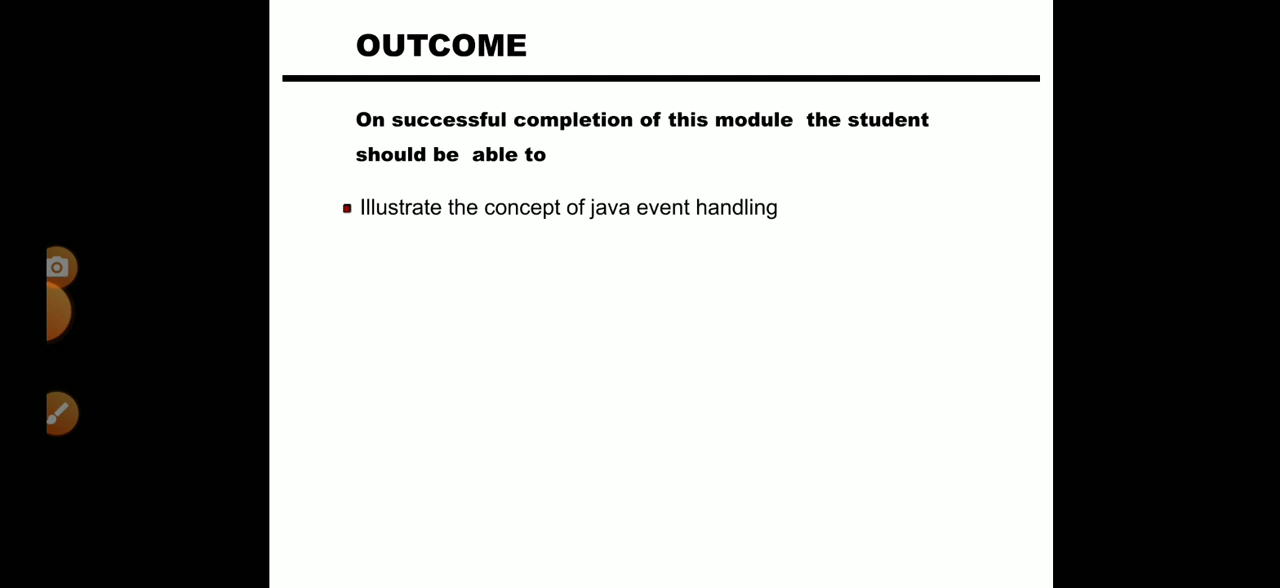 OUTCOME
On successful completion of this module  the student
should be  able to
Illustrate the concept of java event handling